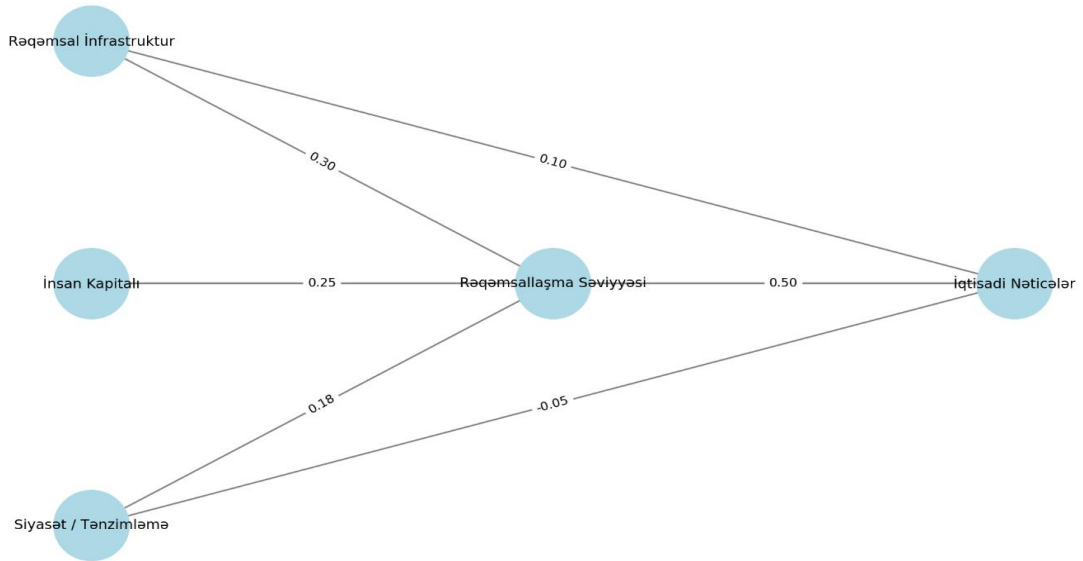 Rəqəmsal İnfrastruktur
0.30
0.10
İnsan Kapitalı
0.25
Rəqəmsallaşma Səviyyəsi
0.50
İqtisadi Nəticələr
0.18
-0.05
Siyasət / Tənzimləmə